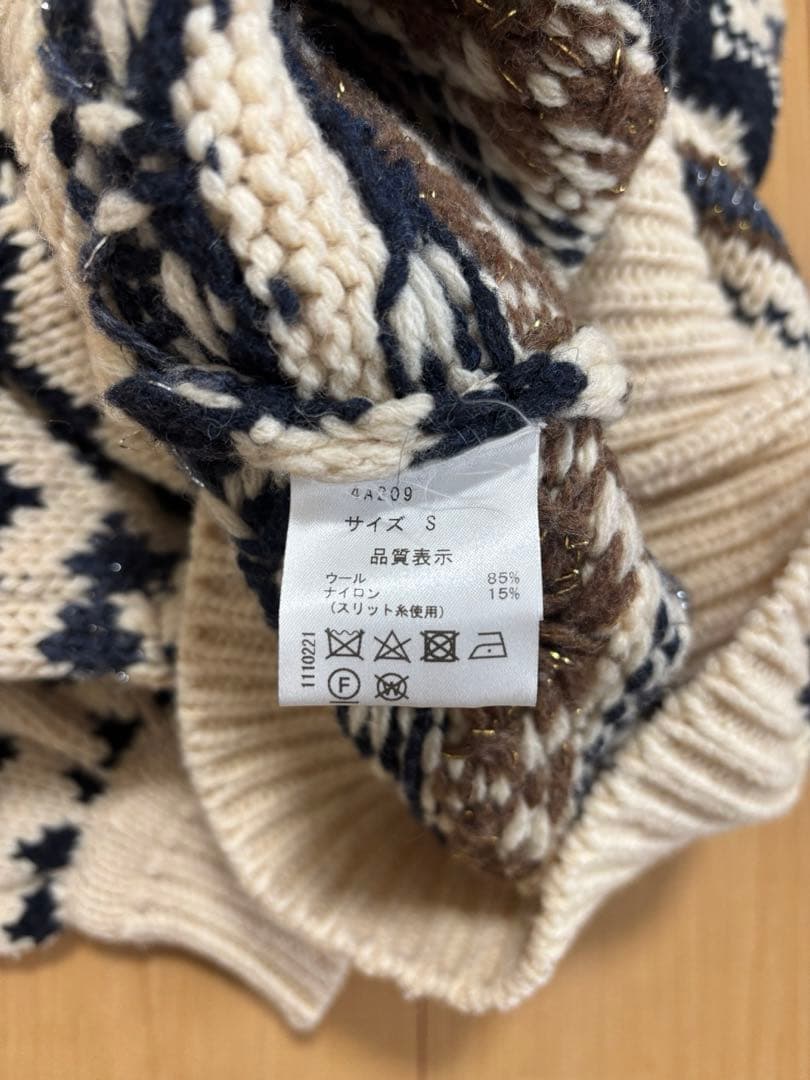 4A209
サイズ S
品質表示
ウール 85%
ナイロン 15%
(スリット糸使用)
F
W
1110221